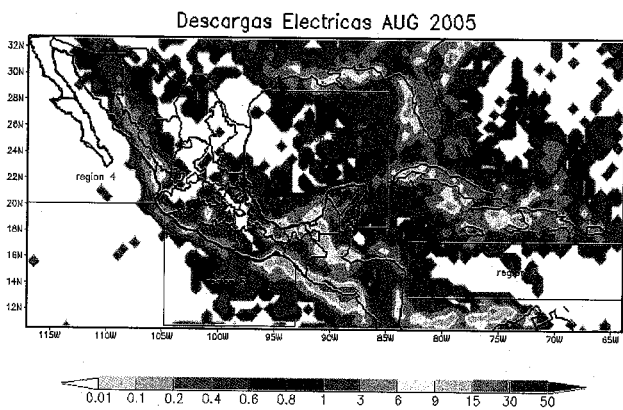 Descargas Electricas AUG 2005
32N
30N
28N
26N
24N
22N
region 4
20N
18N
16N
region
14N
12N
115W 110W 105W 100W 95W 90W 85W 80W 75W 70W 65W
0.01 0.1 0.2 0.4 0.6 0.8 1 3 6 9 15 30 50